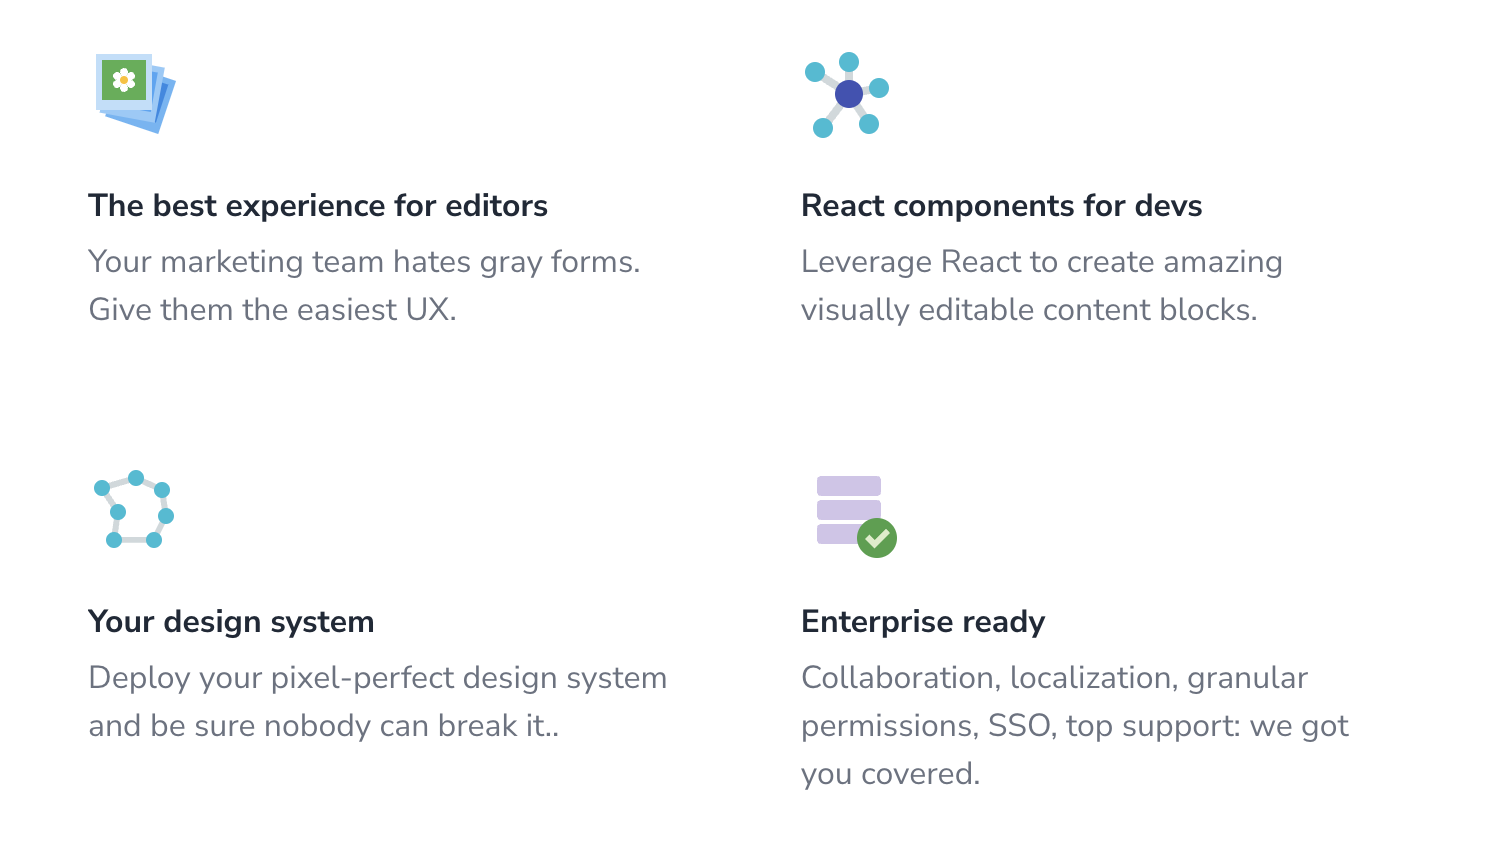 The best experience for editors
Your marketing team hates gray forms.
Give them the easiest UX.
React components for devs
Leverage React to create amazing
visually editable content blocks.
Your design system
Deploy your pixel-perfect design system
and be sure nobody can break it..
Enterprise ready
Collaboration, localization, granular
permissions, SSO, top support: we got
you covered.